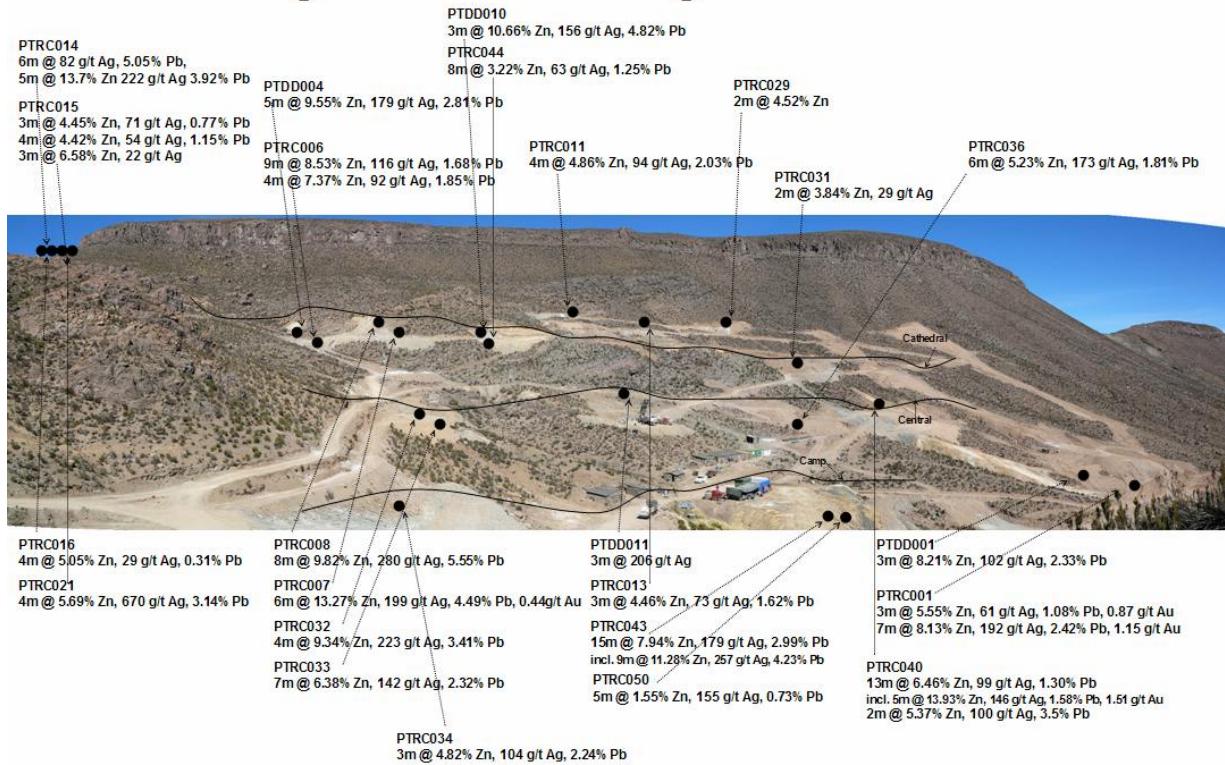 PTRC014
6m @ 82 g/t Ag, 5.05% Pb,
5m @ 13.7% Zn 222 g/t Ag 3.92% Pb
PTRC015
3m @ 4.45% Zn, 71 g/t Ag, 0.77% Pb
4m @ 4.42% Zn, 54 g/t Ag, 1.15% Pb
3m @ 6.58% Zn, 22 g/t Ag
PTDD004
5m @ 9.55% Zn, 179 g/t Ag, 2.81% Pb
PTRC006
9m @ 8.53% Zn, 116 g/t Ag, 1.68% Pb
4m @ 7.37% Zn, 92 g/t Ag, 1.85% Pb
PTDD010
3m @ 10.66% Zn, 156 g/t Ag, 4.82% Pb
PTRC044
8m @ 3.22% Zn, 63 g/t Ag, 1.25% Pb
PTRC011
4m @ 4.86% Zn, 94 g/t Ag, 2.03% Pb
PTRC029
2m @ 4.52% Zn
PTRC031
2m @ 3.84% Zn, 29 g/t Ag
PTRC036
6m @ 5.23% Zn, 173 g/t Ag, 1.81% Pb
Cathedral
Central
Camp
PTRC016
4m @ 5.05% Zn, 29 g/t Ag, 0.31% Pb
PTRC021
4m @ 5.69% Zn, 670 g/t Ag, 3.14% Pb
PTRC008
8m @ 9.82% Zn, 280 g/t Ag, 5.55% Pb
PTRC007
6m @ 13.27% Zn, 199 g/t Ag, 4.49% Pb, 0.44g/t Au
PTRC032
4m @ 9.34% Zn, 223 g/t Ag, 3.41% Pb
PTRC033
7m @ 6.38% Zn, 142 g/t Ag, 2.32% Pb
PTRC034
3m @ 4.82% Zn, 104 g/t Ag, 2.24% Pb
PTDD011
3m @ 206 g/t Ag
PTRC013
3m @ 4.46% Zn, 73 g/t Ag, 1.62% Pb
PTRC043
15m @ 7.94% Zn, 179 g/t Ag, 2.99% Pb
incl. 9m @ 11.28% Zn, 257 g/t Ag, 4.23% Pb
PTRC050
5m @ 1.55% Zn, 155 g/t Ag, 0.73% Pb
PTDD001
3m @ 8.21% Zn, 102 g/t Ag, 2.33% Pb
PTRC001
3m @ 5.55% Zn, 61 g/t Ag, 1.08% Pb, 0.87 g/t Au
7m @ 8.13% Zn, 192 g/t Ag, 2.42% Pb, 1.15 g/t Au
PTRC040
13m @ 6.46% Zn, 99 g/t Ag, 1.30% Pb
incl. 5m @ 13.93% Zn, 146 g/t Ag, 1.58% Pb, 1.51 g/t Au
2m @ 5.37% Zn, 100 g/t Ag, 3.5% Pb